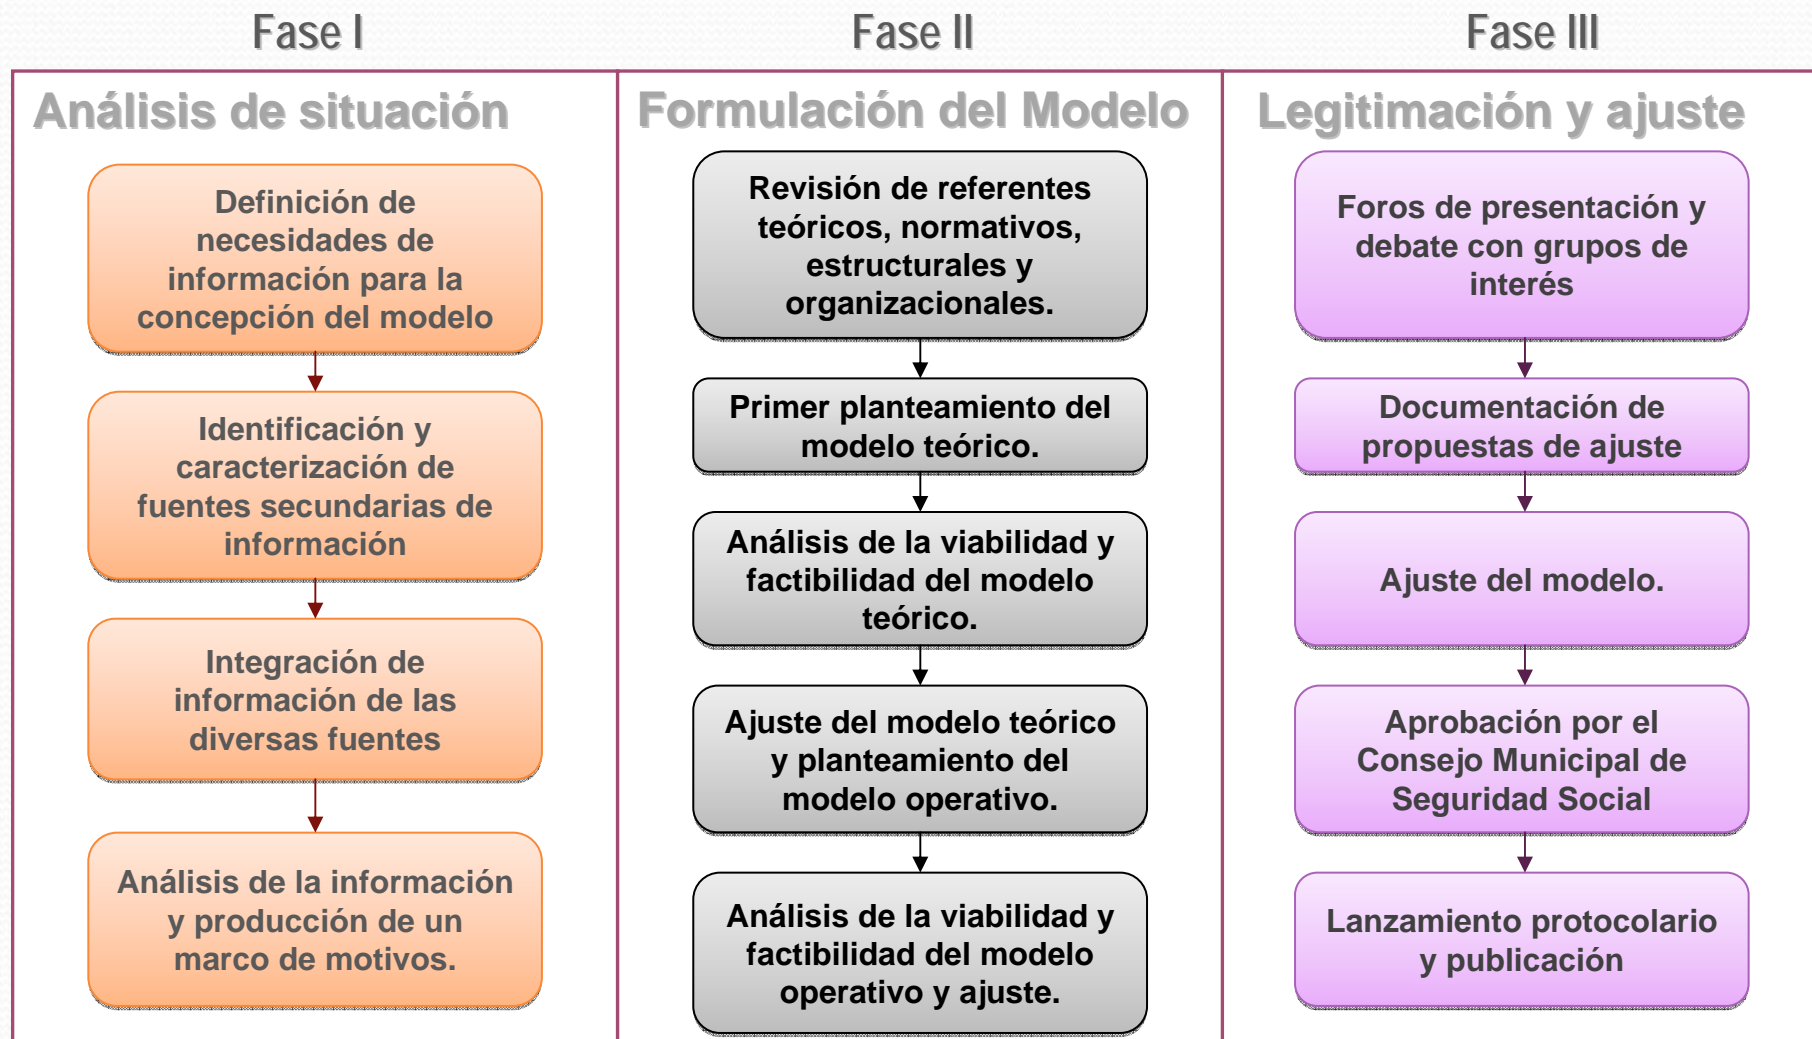 Fase I
Fase II
Fase III
Análisis de situación
Definición de
necesidades de
información para la
concepción del modelo
Identificación y
caracterización de
fuentes secundarias de
información
Integración de
información de las
diversas fuentes
Análisis de la información
y producción de un
marco de motivos.
Formulación del Modelo
Revisión de referentes
teóricos, normativos,
estructurales y
organizacionales.
Primer planteamiento del
modelo teórico.
Análisis de la viabilidad y
factibilidad del modelo
teórico.
Ajuste del modelo teórico
y planteamiento del
modelo operativo.
Análisis de la viabilidad y
factibilidad del modelo
operativo y ajuste.
Legitimación y ajuste
Foros de presentación y
debate con grupos de
interés
Documentación de
propuestas de ajuste
Ajuste del modelo.
Aprobación por el
Consejo Municipal de
Seguridad Social
Lanzamiento protocolario
y publicación